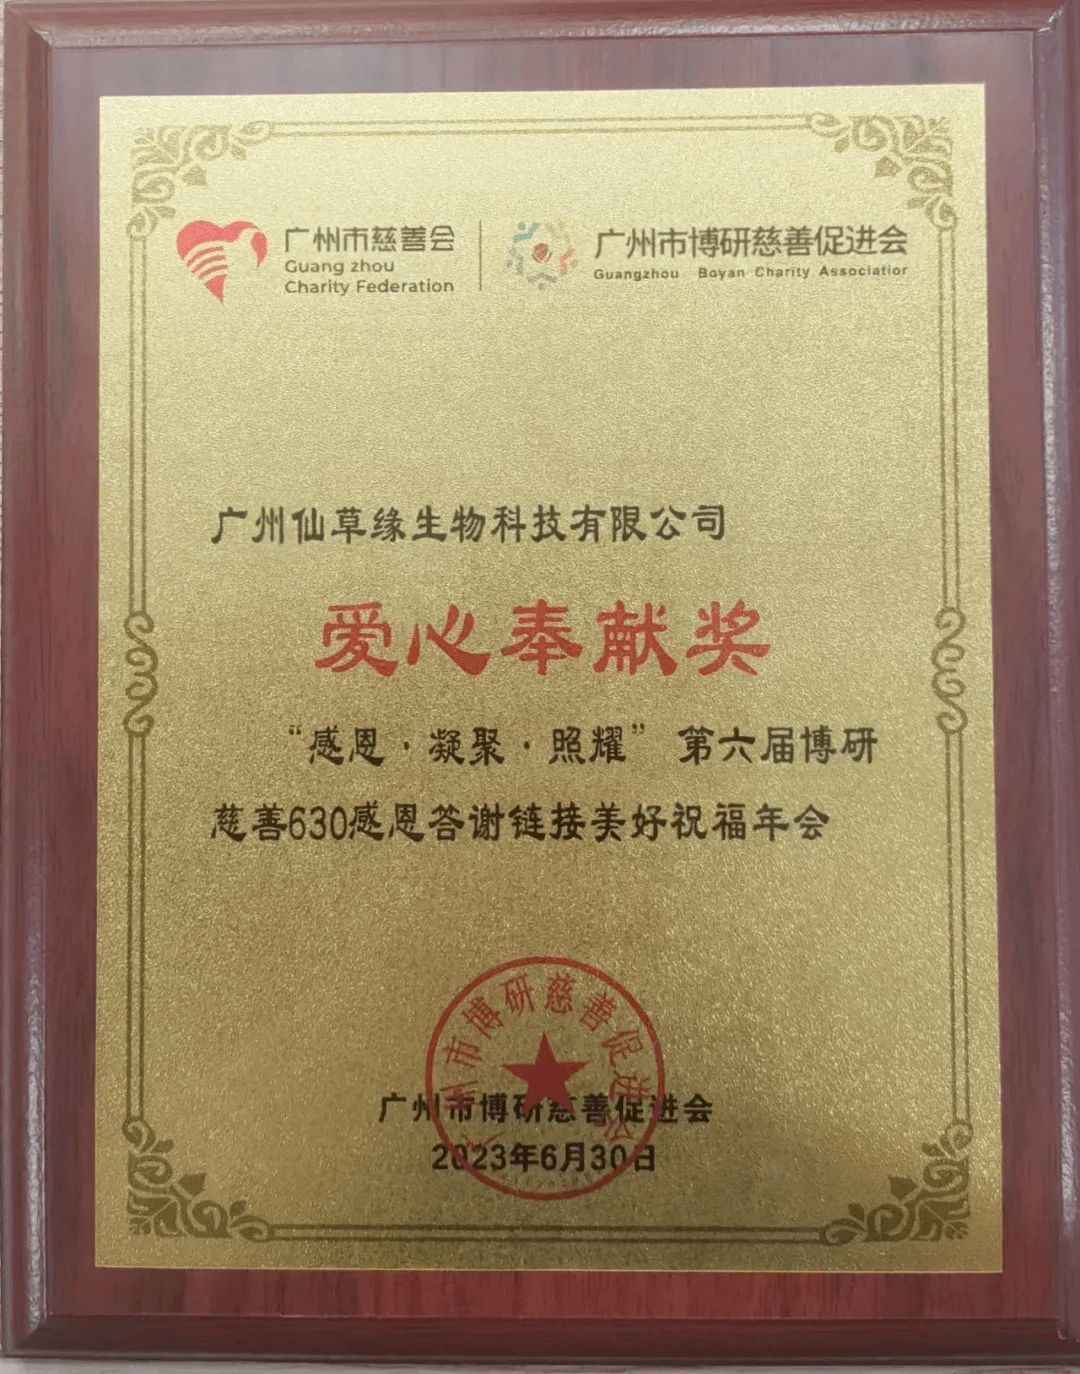 广州市慈善会
Guang zhou
Charity Federation
广州市博研慈善促进会
Guangzhou Boyan Charity Association
广州仙草缘生物科技有限公司
爱心奉献奖
“感恩·凝聚·照耀”第六届博研
慈善630感恩答谢链接美好祝福年会
广州市博研慈善促进会
广州市博研慈善促进会
2023年6月30日